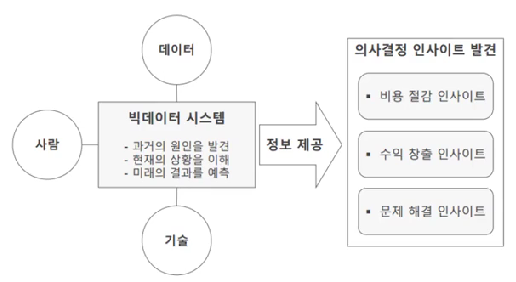 데이터
의사결정 인사이트 발견
사람
빅데이터 시스템
- 과거의 원인을 발견
- 현재의 상황을 이해
- 미래의 결과를 예측
정보 제공
▪ 비용 절감 인사이트
▪ 수익 창출 인사이트
▪ 문제 해결 인사이트
기술